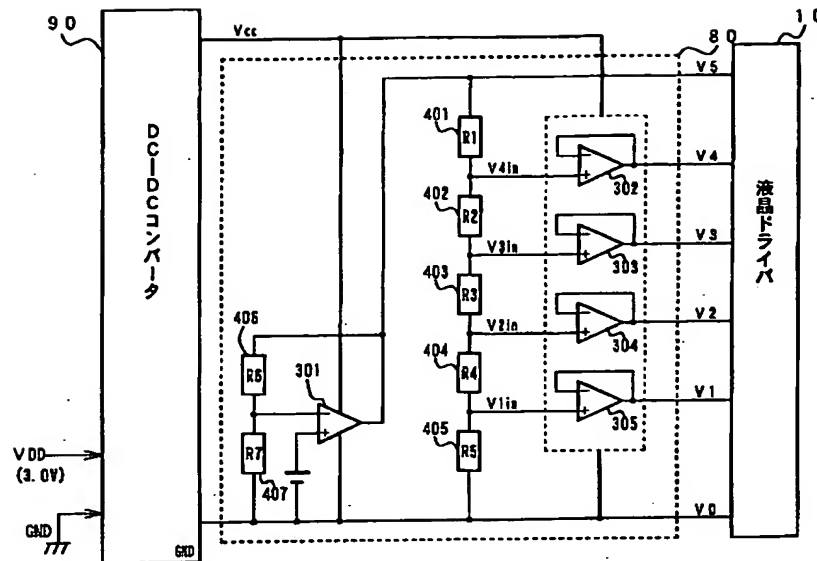 90
Vcc
80
10
V5
401
R1
DC-DCコンバータ
V4in
302
V4
402
R2
V3in
303
V3
液晶ドライバ
403
R3
406
R6
V2in
304
V2
301
404
R4
V1in
305
V1
R7
405
R5
407
VDD
(3.0V)
GND
GND
V0